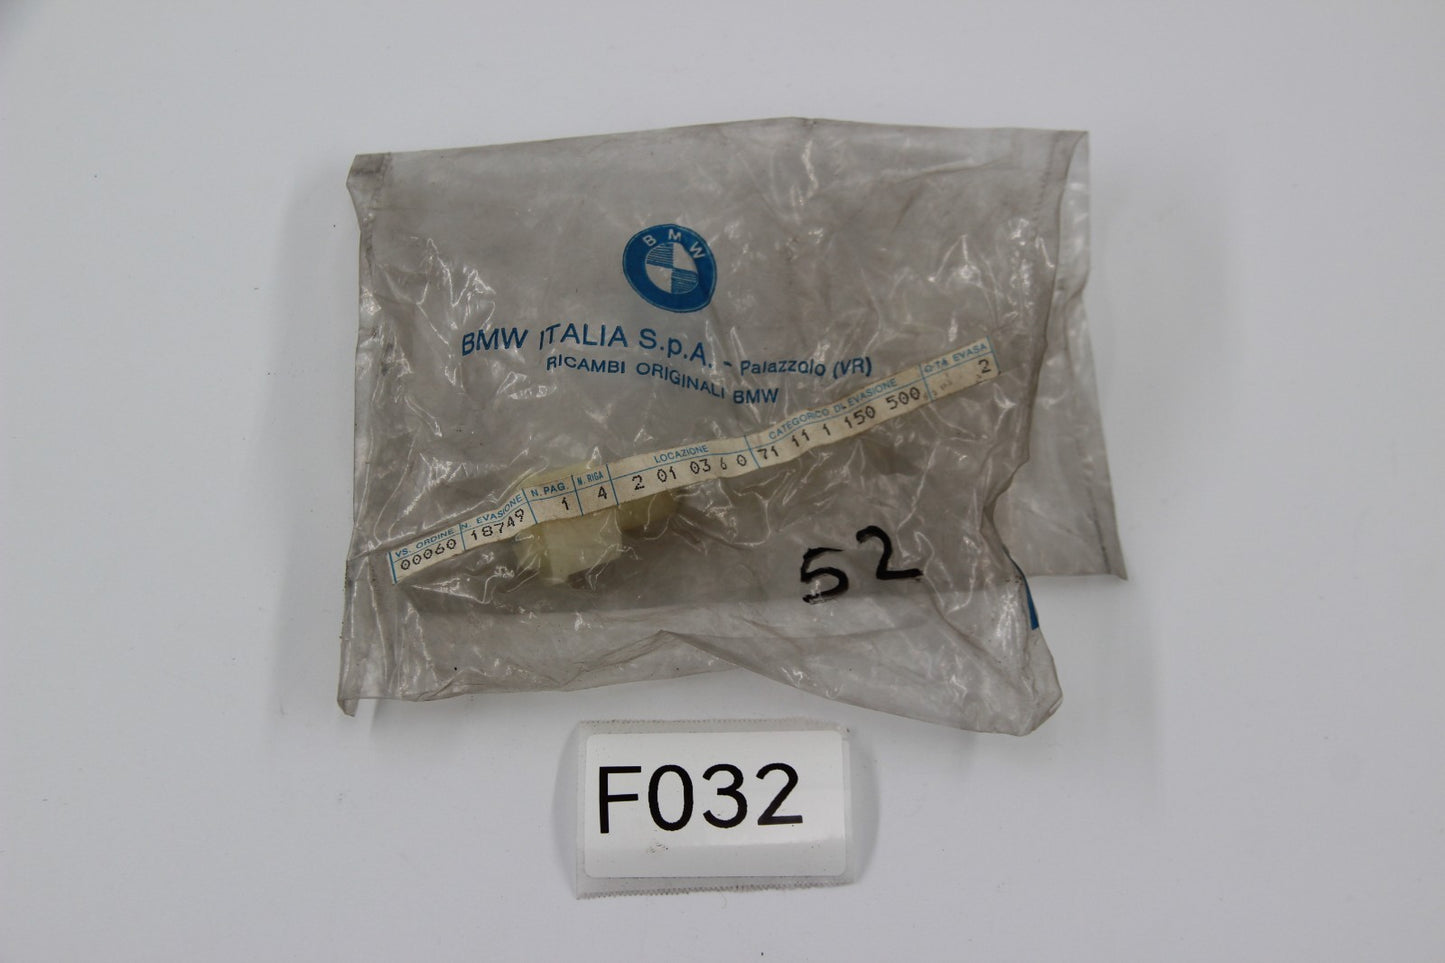 BMW
BMW ITALIA S.p.A. - Palazzolo (VR)
RICAMBI ORIGINALI BMW
VS. ORDINE N. EVASIONE N. PAG. N. RIGA LOCAZIONE CATEGORICO DI EVASIONE Q.TA EVASA
00060 18749 1 4 2 01 03 6 0 71 11 1 150 500 2
52
F032